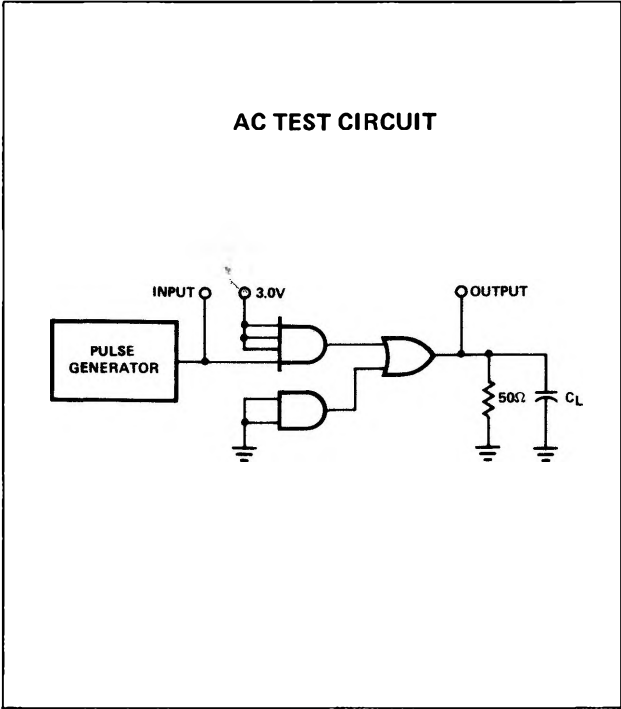 AC TEST CIRCUIT
INPUT
3.0V
OUTPUT
PULSE
GENERATOR
50Ω
CL